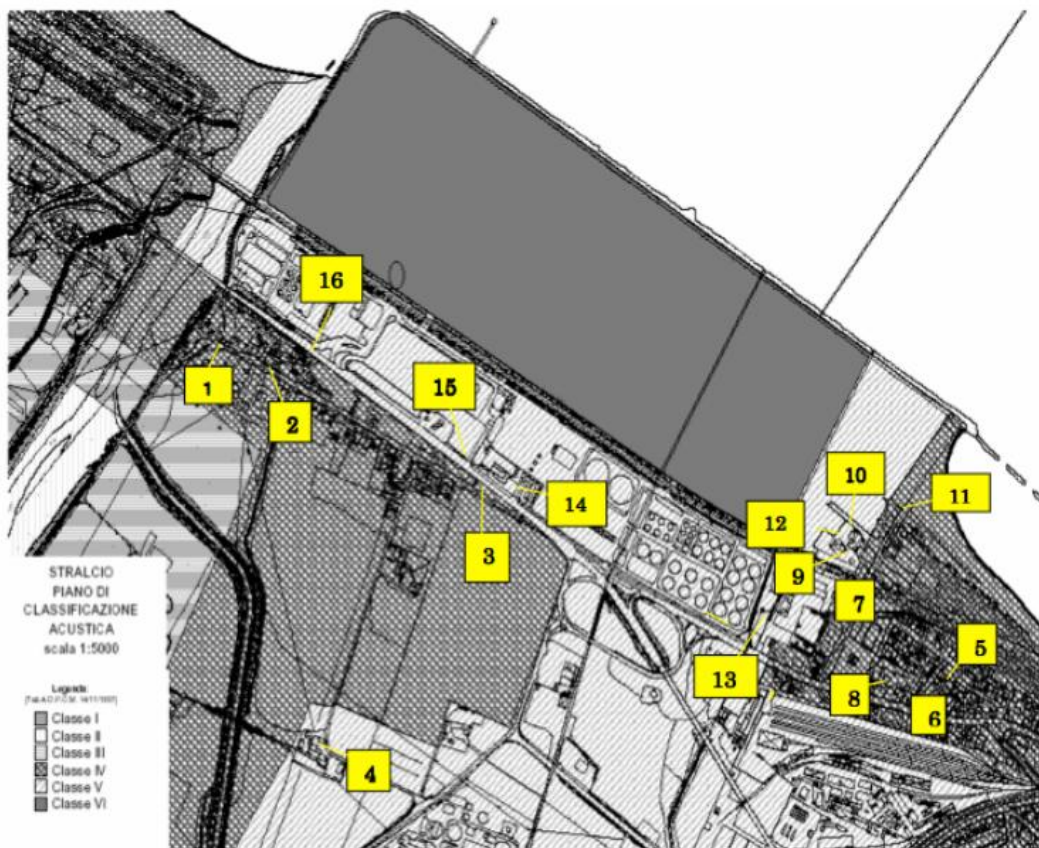 16
1
2
15
3
14
10
11
12
9
7
5
13
8
6
4
STRALCIO
PIANO DI
CLASSIFICAZIONE
ACUSTICA
scala 1:5000
Legenda
Classe I
Classe II
Classe III
Classe IV
Classe V
Classe VI